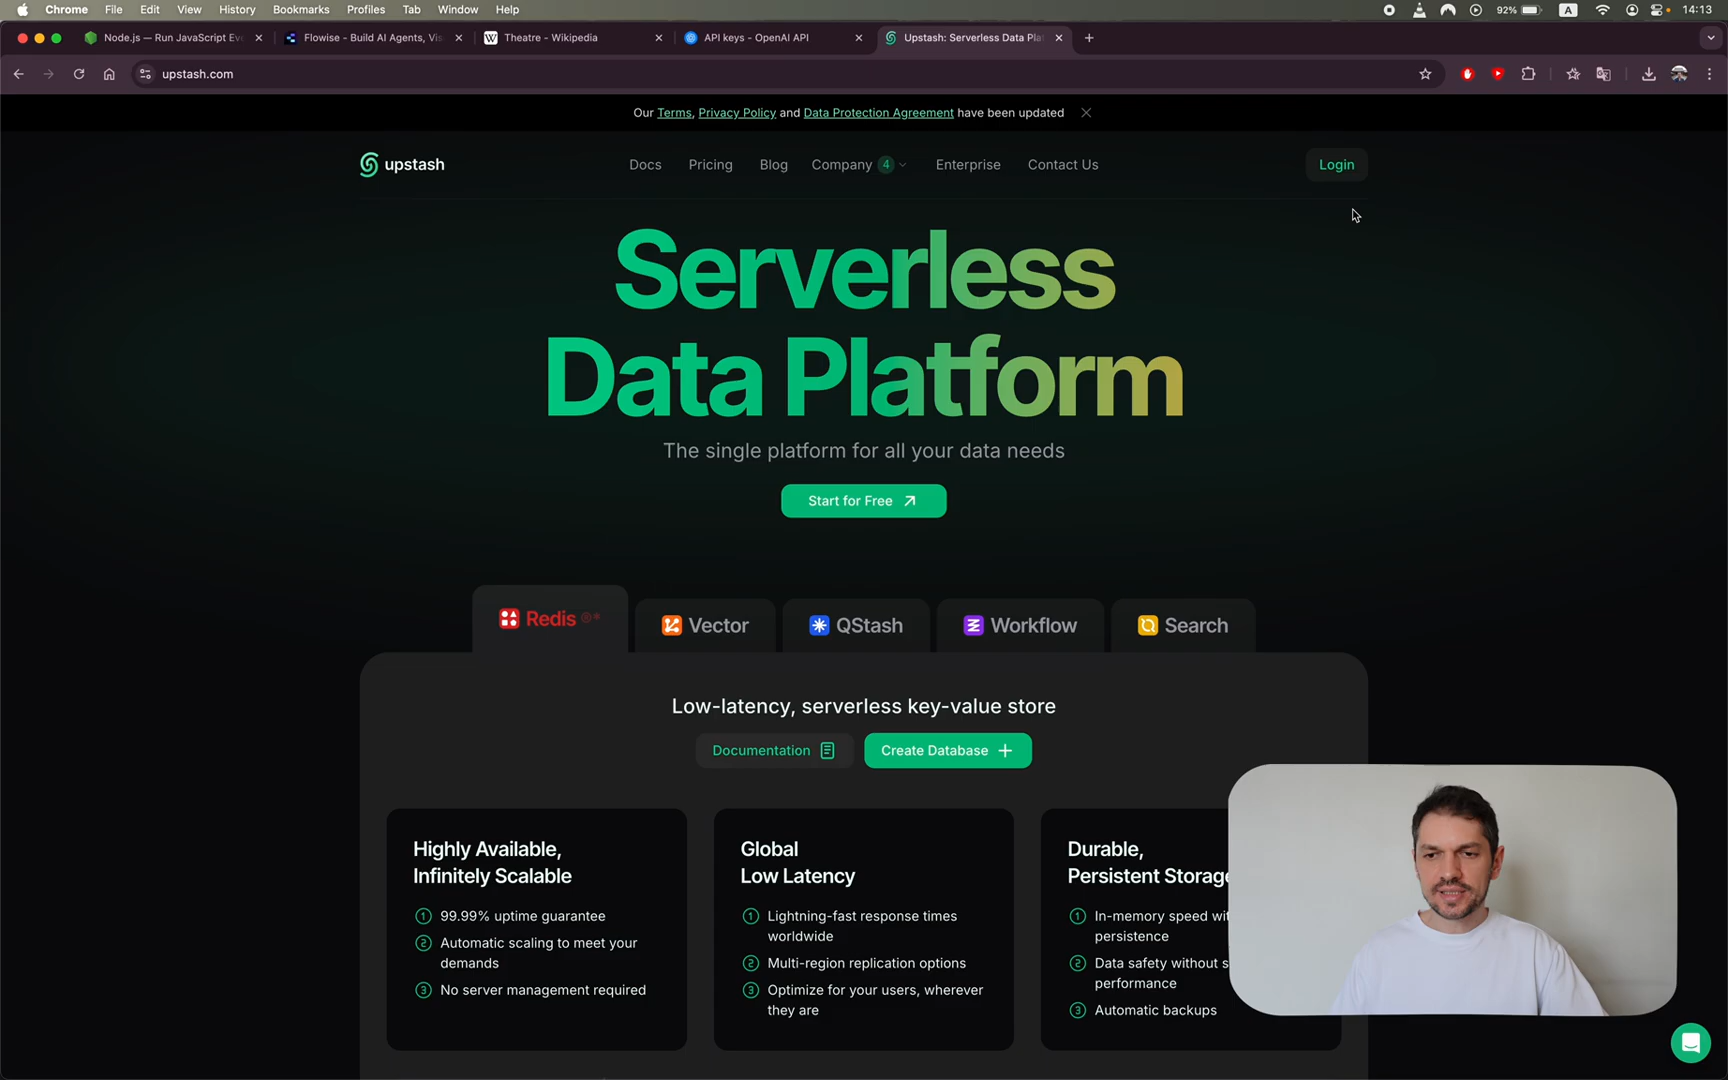 Chrome File Edit View History Bookmarks Profiles Tab Window Help
92% A 14:13
Node.js — Run JavaScript Eve
Flowise - Build AI Agents, Vis
Theatre - Wikipedia
API keys - OpenAI API
Upstash: Serverless Data Plat
upstash.com
Our Terms, Privacy Policy and Data Protection Agreement have been updated
upstash
Docs Pricing Blog Company 4 Enterprise Contact Us
Login
Serverless
Data Platform
The single platform for all your data needs
Start for Free
Redis ®*
Vector
QStash
Workflow
Search
Low-latency, serverless key-value store
Documentation
Create Database
Highly Available,
Infinitely Scalable
1 99.99% uptime guarantee
2 Automatic scaling to meet your
demands
3 No server management required
Global
Low Latency
1 Lightning-fast response times
worldwide
2 Multi-region replication options
3 Optimize for your users, wherever
they are
Durable,
Persistent Storage
1 In-memory speed wit
persistence
2 Data safety without s
performance
3 Automatic backups